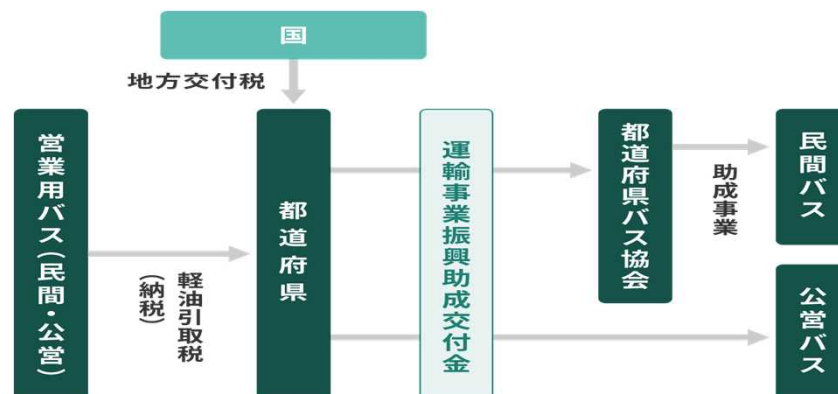 国
地方交付税
営業用バス（民間・公営）
軽油引取税
（納税）
都道府県
運輸事業振興助成交付金
都道府県バス協会
助成事業
民間バス
公営バス